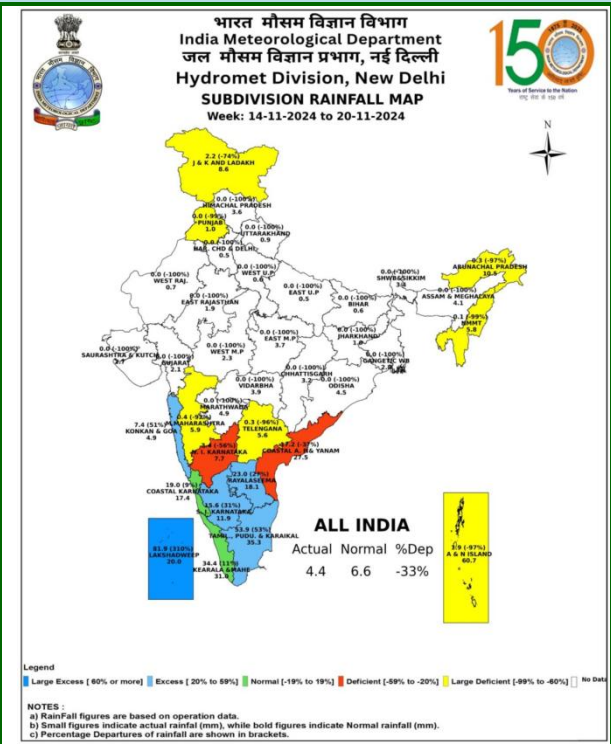 भारत मौसम विज्ञान विभाग
India Meteorological Department
जल मौसम विज्ञान प्रभाग, नई दिल्ली
Hydromet Division, New Delhi
SUBDIVISION RAINFALL MAP
Week: 14-11-2024 to 20-11-2024
150
Years of Service to the Nation
राष्ट्र सेवा के 150 वर्ष
N
2.2 (-74%)
J & K AND LADAKH
8.6
0.0 (-100%)
HIMACHAL PRADESH
3.6
0.0 (-99%)
PUNJAB
1.0
0.0 (-100%)
UTTARAKHAND
0.9
0.0 (-100%)
HAR. CHD & DELHI
0.5
0.0 (-100%)
WEST U.P
0.6
0.0 (-100%)
WEST RAJ.
0.7
0.0 (-100%)
EAST RAJASTHAN
1.9
0.0 (-100%)
EAST U.P
0.5
0.0 (-100%)
BIHAR
0.6
(-100%)
SHWB&SIKKIM
0.3 (-97%)
ARUNACHAL PRADESH
10.5
0.0 (-100%)
ASSAM & MEGHALAYA
4.1
0.1 (-99%)
NMMT
5.8
0.0 (-100%)
JHARKHAND
0.0 (-100%)
GANGETIC WB
0.0 (-100%)
SAURASHTRA & KUTCH
0.0 (-100%)
GUJARAT
2.1
0.0 (-100%)
WEST M.P
2.3
0.0 (-100%)
EAST M.P
3.7
0.0 (-100%)
CHHATTISGARH
3.2
0.0 (-100%)
ODISHA
4.5
0.0 (-100%)
VIDARBHA
3.9
0.0 (-100%)
MARATHWADA
4.9
0.4 (-93%)
M.MAHARASHTRA
5.9
0.3 (-96%)
TELENGANA
5.6
7.4 (51%)
KONKAN & GOA
4.9
(-56%)
N. I. KARNATAKA
7.7
17.2 (-37%)
COASTAL A. P.& YANAM
27.5
23.0 (27%)
RAYALASEEMA
18.1
19.0 (9%)
COASTAL KARNATAKA
17.4
15.6 (31%)
S. I. KARNATAKA
11.9
53.9 (53%)
TAMIL., PUDU. & KARAIKAL
35.3
34.4 (11%)
KEARALA & MAHE
31.0
81.9 (310%)
LAKSHADWEEP
20.0
(-97%)
A & N ISLAND
60.7
ALL INDIA
Actual Normal %Dep
4.4 6.6 -33%
Legend
Large Excess [ 60% or more] Excess [ 20% to 59%] Normal [-19% to 19%] Deficient [-59% to -20%] Large Deficient [-99% to -60%] No Data
NOTES :
a) RainFall figures are based on operation data.
b) Small figures indicate actual rainfal (mm), while bold figures indicate Normal rainfall (mm).
c) Percentage Departures of rainfall are shown in brackets.